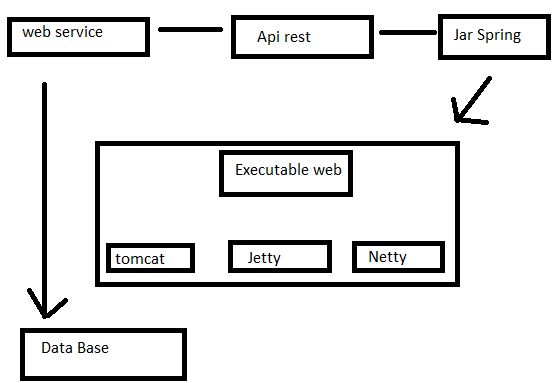 web service
Api rest
Jar Spring
Executable web
tomcat
Jetty
Netty
Data Base